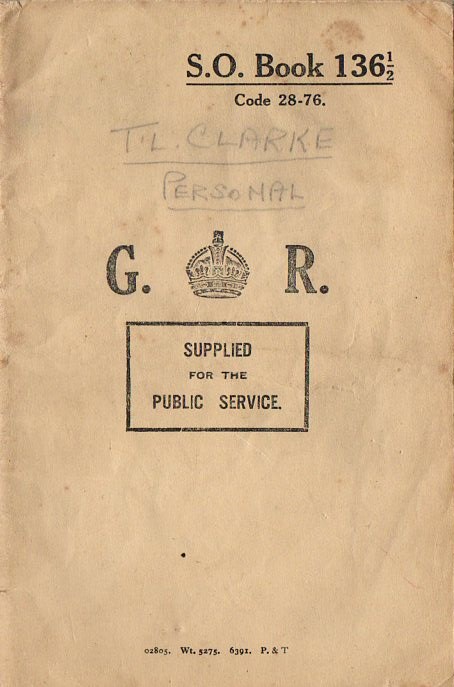 S.O. Book 136½
Code 28-76.
T.L. CLARKE
PERSONAL
G. R.
SUPPLIED
FOR THE
PUBLIC SERVICE.
02805. Wt. 5275. 6391. P. & T